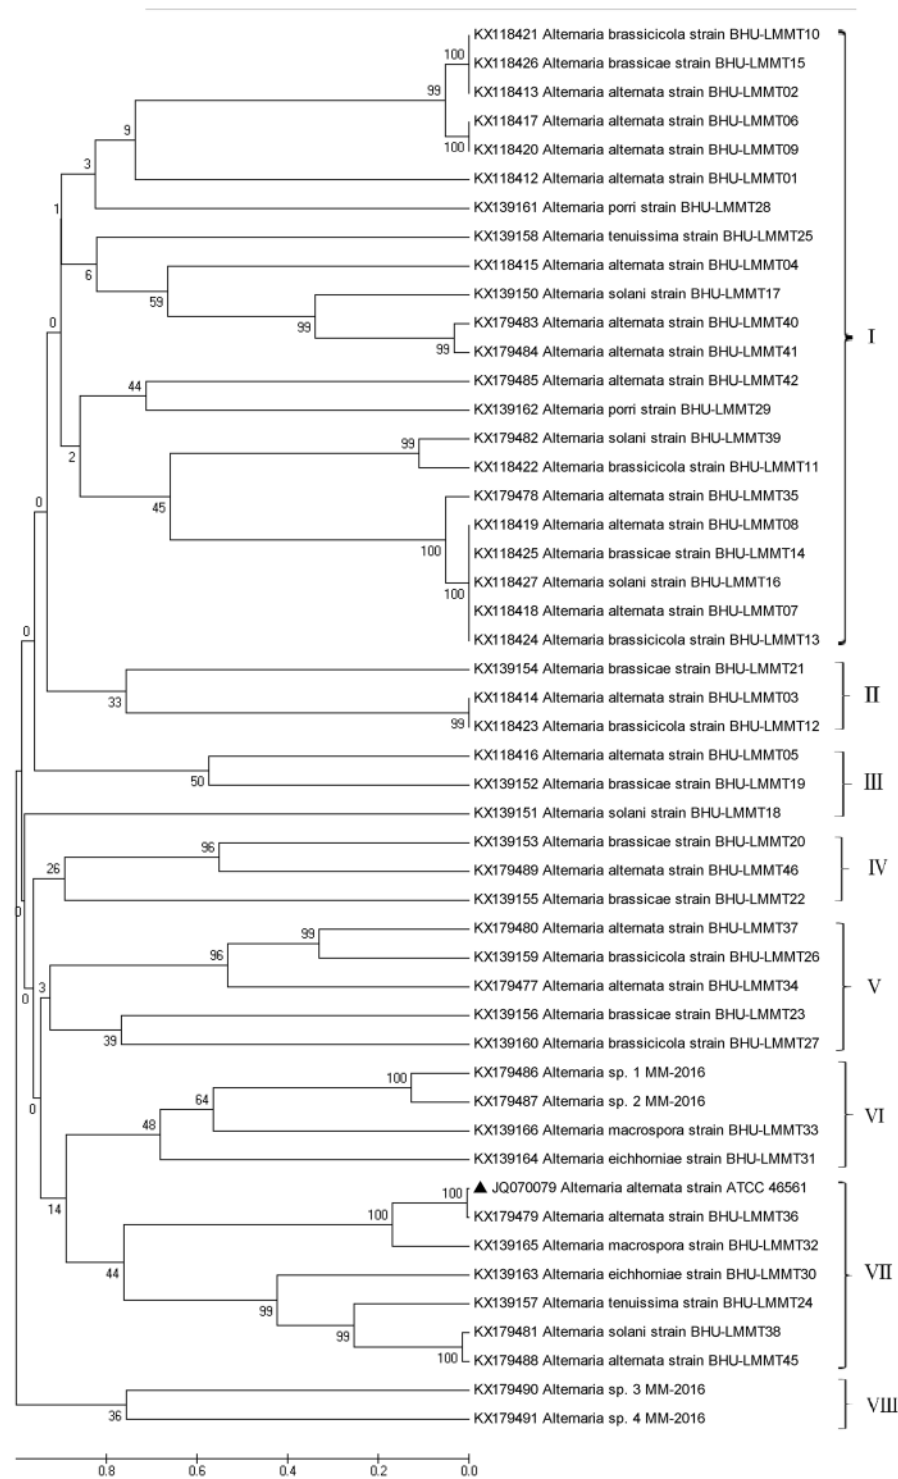 KX118421 Alternaria brassicicola strain BHU-LMMT10
100
KX118426 Alternaria brassicae strain BHU-LMMT15
99
KX118413 Alternaria alternata strain BHU-LMMT02
KX118417 Alternaria alternata strain BHU-LMMT06
9
100
KX118420 Alternaria alternata strain BHU-LMMT09
3
KX118412 Alternaria alternata strain BHU-LMMT01
1
KX139161 Alternaria porri strain BHU-LMMT28
KX139158 Alternaria tenuissima strain BHU-LMMT25
6
KX118415 Alternaria alternata strain BHU-LMMT04
59
KX139150 Alternaria solani strain BHU-LMMT17
0
99
KX179483 Alternaria alternata strain BHU-LMMT40
I
99
KX179484 Alternaria alternata strain BHU-LMMT41
44
KX179485 Alternaria alternata strain BHU-LMMT42
KX139162 Alternaria porri strain BHU-LMMT29
2
99
KX179482 Alternaria solani strain BHU-LMMT39
KX118422 Alternaria brassicicola strain BHU-LMMT11
0
45
KX179478 Alternaria alternata strain BHU-LMMT35
KX118419 Alternaria alternata strain BHU-LMMT08
100
KX118425 Alternaria brassicae strain BHU-LMMT14
KX118427 Alternaria solani strain BHU-LMMT16
100
KX118418 Alternaria alternata strain BHU-LMMT07
0
KX118424 Alternaria brassicicola strain BHU-LMMT13
KX139154 Alternaria brassicae strain BHU-LMMT21
33
KX118414 Alternaria alternata strain BHU-LMMT03
II
99
KX118423 Alternaria brassicicola strain BHU-LMMT12
KX118416 Alternaria alternata strain BHU-LMMT05
50
KX139152 Alternaria brassicae strain BHU-LMMT19
III
KX139151 Alternaria solani strain BHU-LMMT18
96
KX139153 Alternaria brassicae strain BHU-LMMT20
26
KX179489 Alternaria alternata strain BHU-LMMT46
IV
KX139155 Alternaria brassicae strain BHU-LMMT22
0
99
KX179480 Alternaria alternata strain BHU-LMMT37
96
KX139159 Alternaria brassicicola strain BHU-LMMT26
0
3
KX179477 Alternaria alternata strain BHU-LMMT34
V
KX139156 Alternaria brassicae strain BHU-LMMT23
39
KX139160 Alternaria brassicicola strain BHU-LMMT27
100
KX179486 Alternaria sp. 1 MM-2016
0
64
KX179487 Alternaria sp. 2 MM-2016
VI
48
KX139166 Alternaria macrospora strain BHU-LMMT33
KX139164 Alternaria eichhorniae strain BHU-LMMT31
14
100
JQ070079 Alternaria alternata strain ATCC 46561
100
KX179479 Alternaria alternata strain BHU-LMMT36
KX139165 Alternaria macrospora strain BHU-LMMT32
44
KX139163 Alternaria eichhorniae strain BHU-LMMT30
VII
99
KX139157 Alternaria tenuissima strain BHU-LMMT24
99
KX179481 Alternaria solani strain BHU-LMMT38
100
KX179488 Alternaria alternata strain BHU-LMMT45
KX179490 Alternaria sp. 3 MM-2016
VIII
36
KX179491 Alternaria sp. 4 MM-2016
0.8 0.6 0.4 0.2 0.0